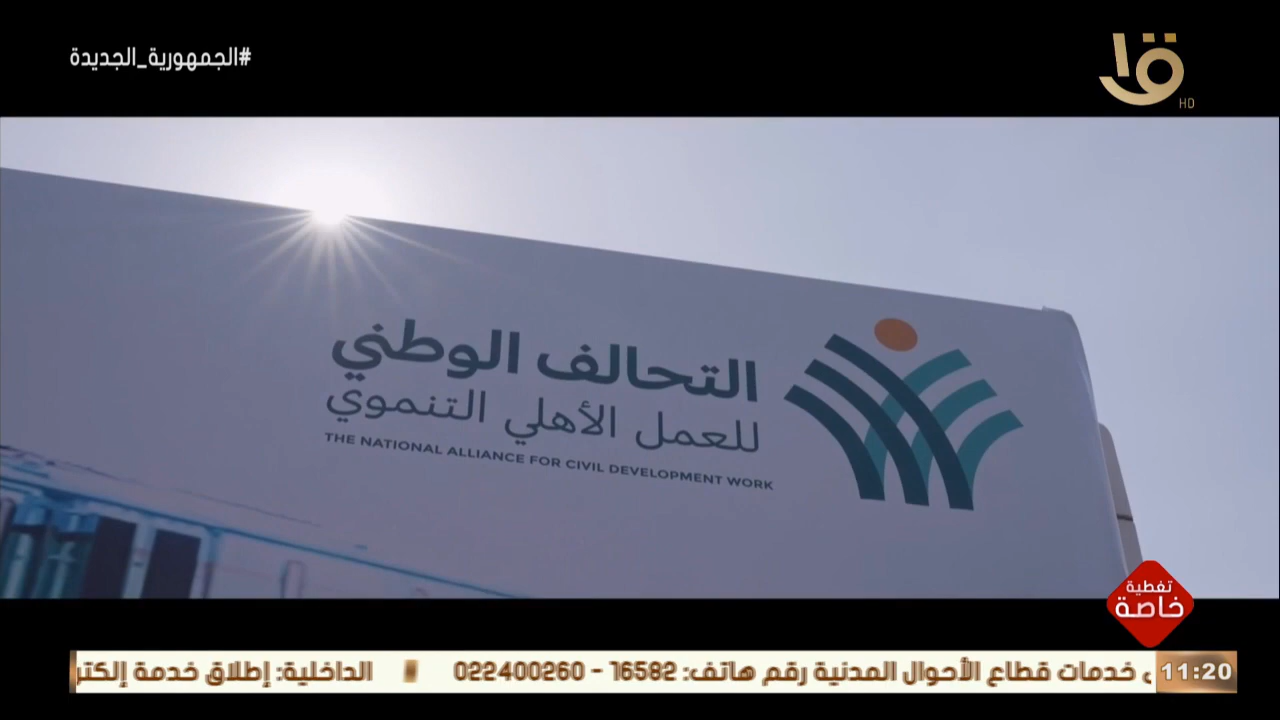 #الجمهورية_الجديدة
HD
التحالف الوطني
للعمل الأهلي التنموي
THE NATIONAL ALLIANCE FOR CIVIL DEVELOPMENT WORK
تغطية
خاصة
خدمات قطاع الأحوال المدنية رقم هاتف: 16582 - 022400260 الداخلية: إطلاق خدمة
11:20